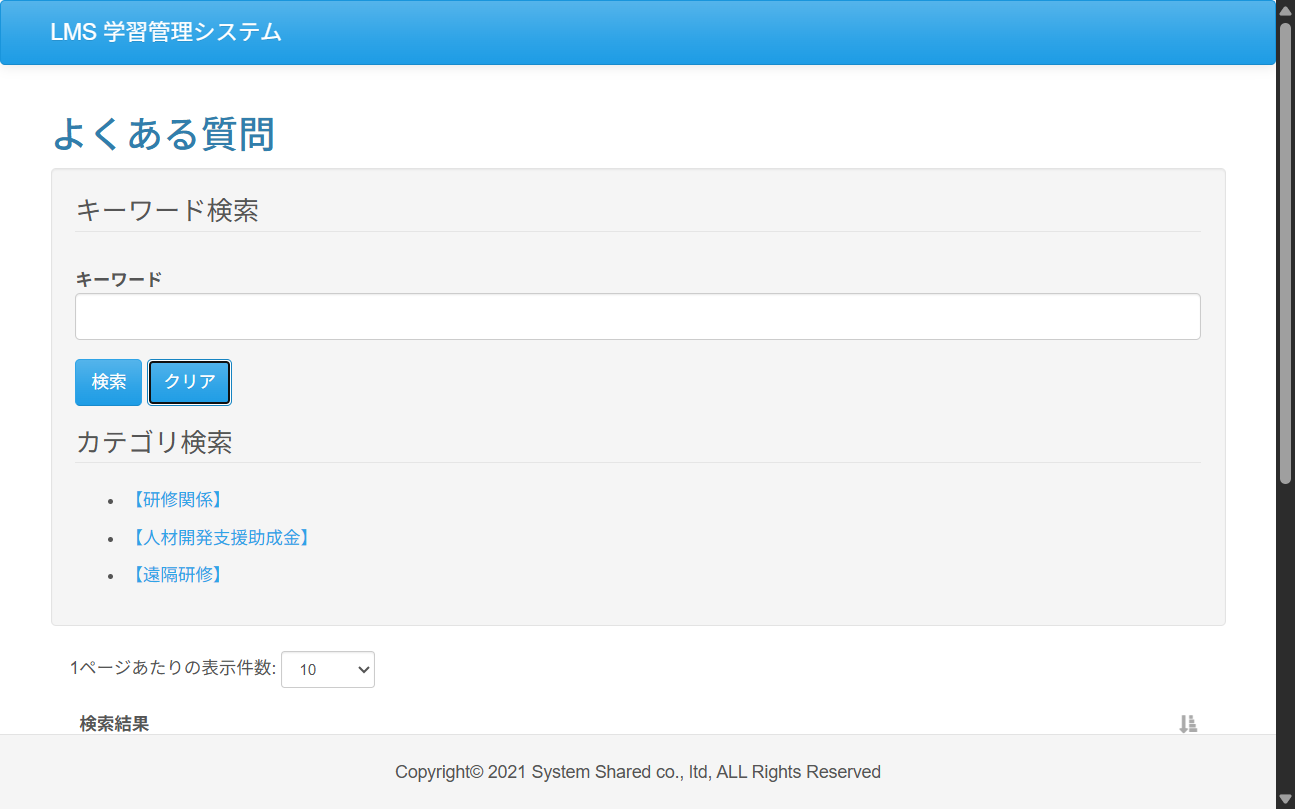 LMS 学習管理システム
よくある質問
キーワード検索
キーワード
検索 クリア
カテゴリ検索
【研修関係】
【人材開発支援助成金】
【遠隔研修】
1ページあたりの表示件数: 10
検索結果
Copyright© 2021 System Shared co., ltd, ALL Rights Reserved